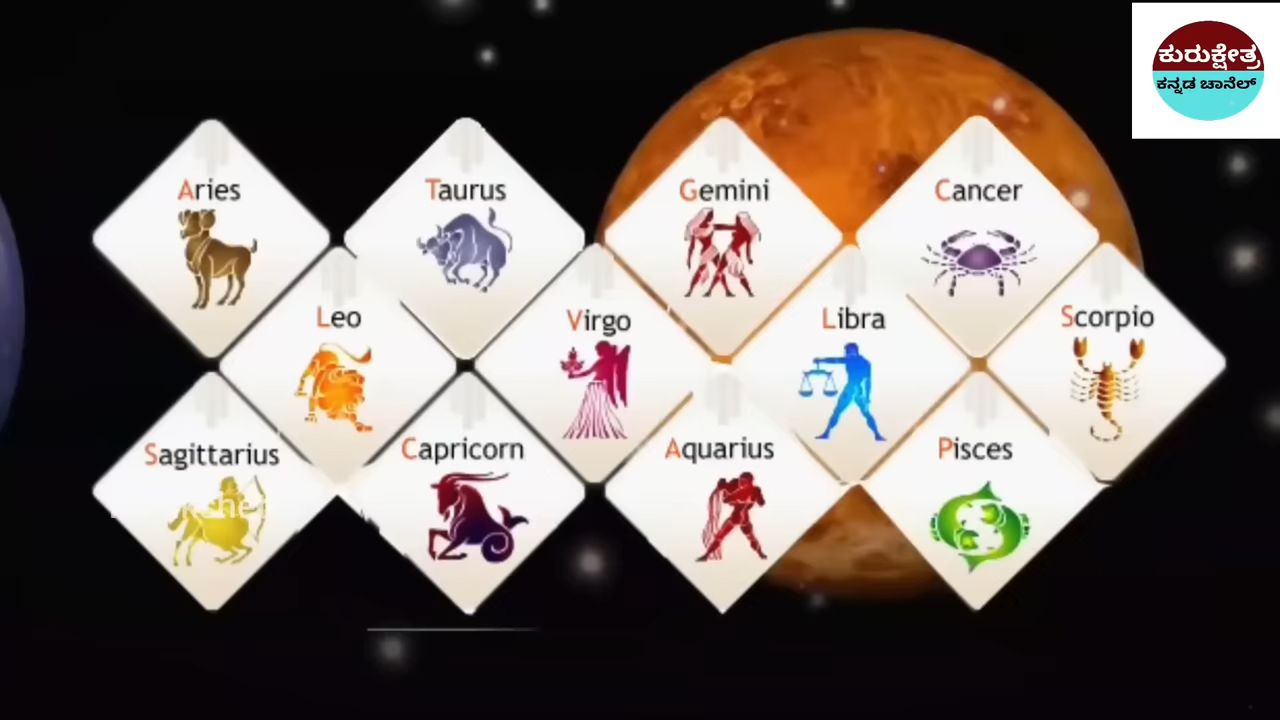 ಕುರುಕ್ಷೇತ್ರ
ಕನ್ನಡ ಚಾನೆಲ್
Aries
Taurus
Gemini
Cancer
Leo
Virgo
Libra
Scorpio
Sagittarius
Capricorn
Aquarius
Pisces